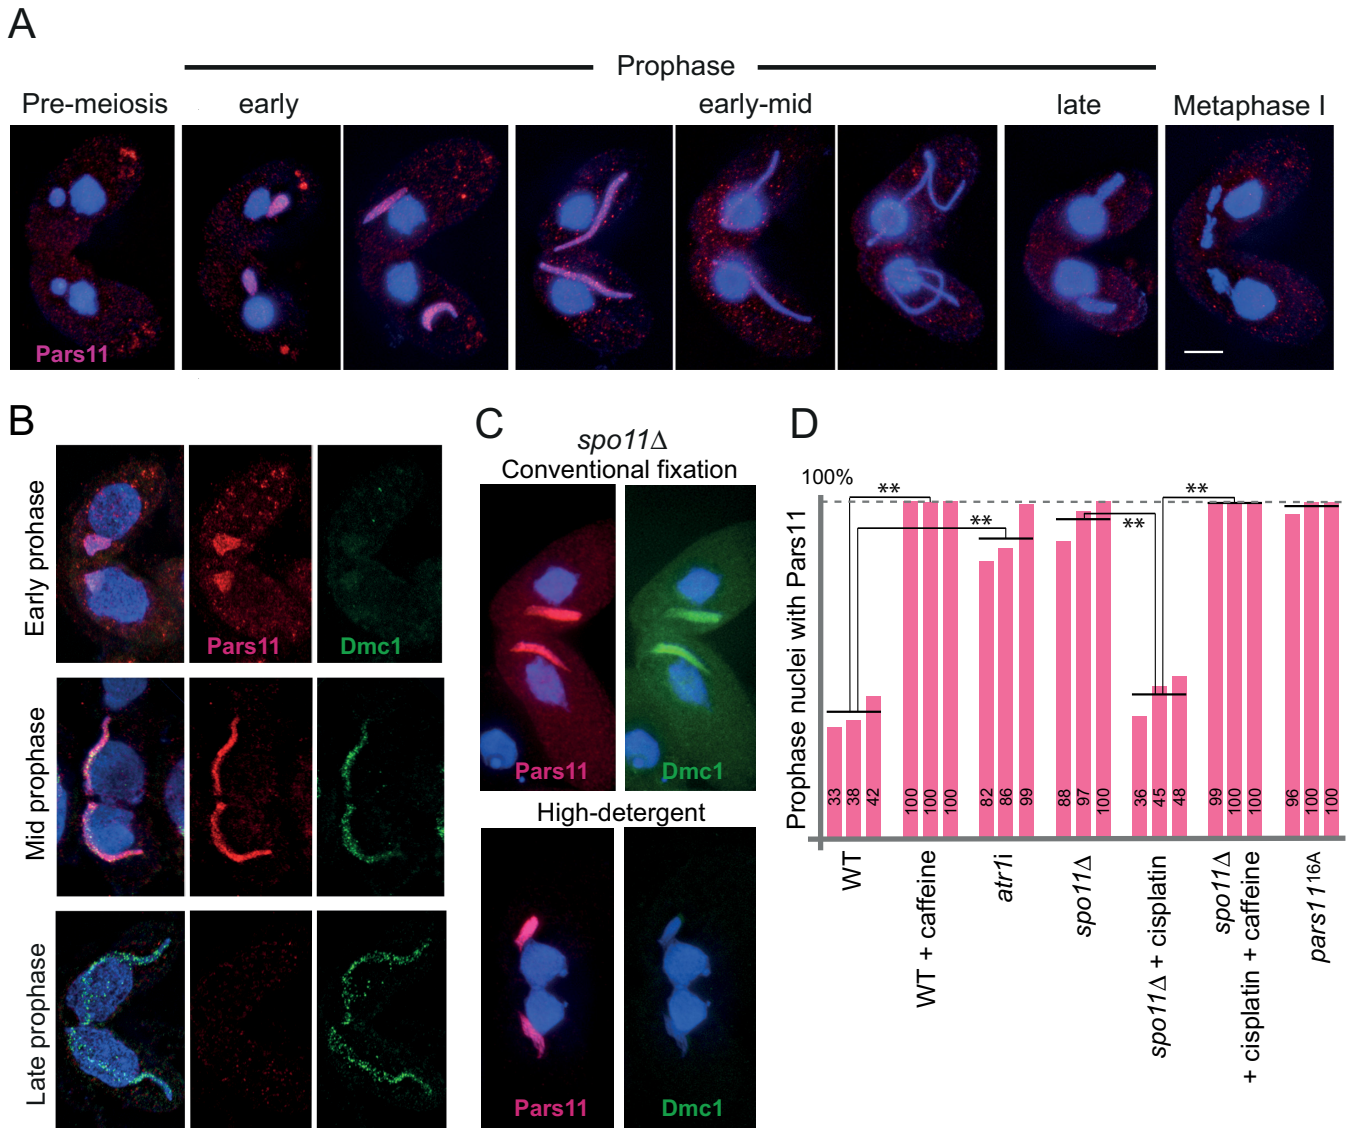 A
Prophase
Pre-meiosis
early
early-mid
late
Metaphase I
Pars11
B
Early prohase
Pars11
Dmc1
Mid prophase
Late prophase
C
spo11Δ
Conventional fixation
Pars11
Dmc1
High-detergent
Pars11
Dmc1
D
100%
Prophase nuclei with Pars11
**
**
**
**
33
38
42
100
100
100
82
86
99
88
97
100
36
45
48
99
100
100
96
100
100
WT
WT + caffeine
atr1i
spo11Δ
spo11Δ + cisplatin
spo11Δ
+ cisplatin + caffeine
pars11¹⁶ᴬ